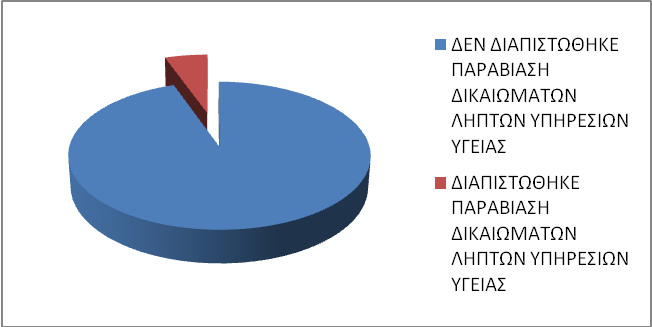 ΔΕΝ ΔΙΑΠΙΣΤΩΘΗΚΕ
ΠΑΡΑΒΙΑΣΗ
ΔΙΚΑΙΩΜΑΤΩΝ
ΛΗΠΤΩΝ ΥΠΗΡΕΣΙΩΝ
ΥΓΕΙΑΣ
ΔΙΑΠΙΣΤΩΘΗΚΕ
ΠΑΡΑΒΙΑΣΗ
ΔΙΚΑΙΩΜΑΤΩΝ
ΛΗΠΤΩΝ ΥΠΗΡΕΣΙΩΝ
ΥΓΕΙΑΣ